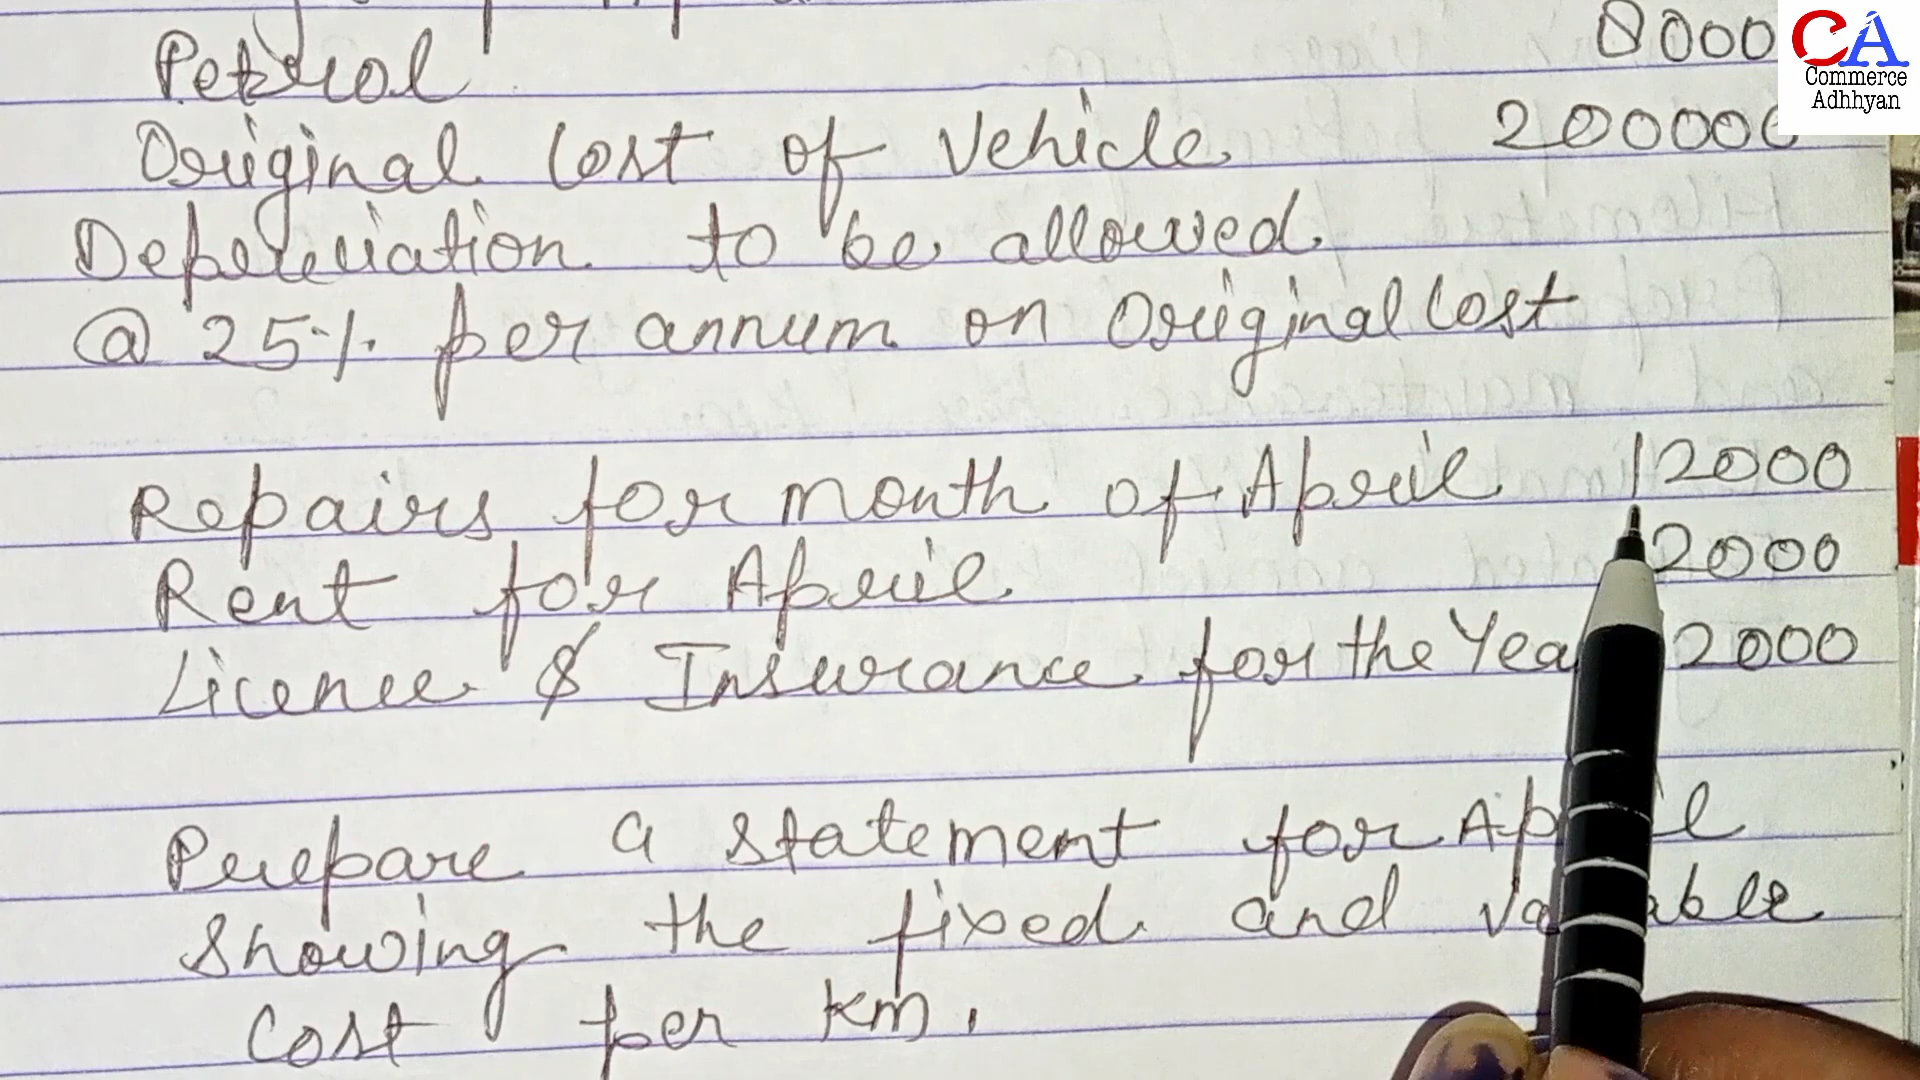 Petrol 8000
Original Cost of Vehicle 200000
Depreciation to be allowed
@ 25% per annum on Original Cost
Repairs for month of April 12000
Rent for April 2000
Licence & Insurance for the Yea 2000
Prepare a statement for April
showing the fixed and variable
Cost per km.
CA
Commerce
Adhhyan